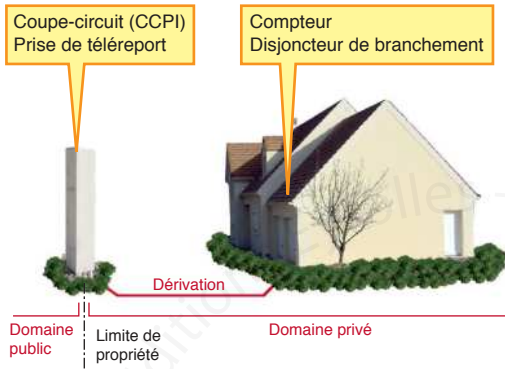 Coupe-circuit (CCPI)
Prise de téléreport
Compteur
Disjoncteur de branchement
Dérivation
Domaine
public
Limite de
propriété
Domaine privé